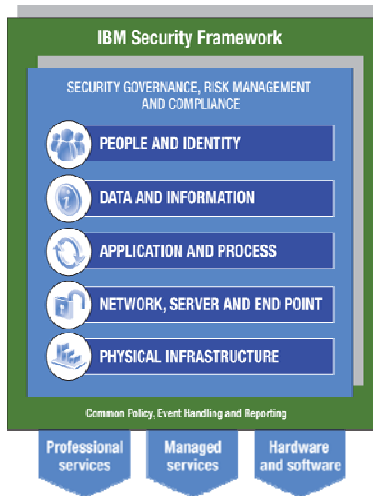 IBM Security Framework
SECURITY GOVERNANCE, RISK MANAGEMENT
AND COMPLIANCE
PEOPLE AND IDENTITY
DATA AND INFORMATION
APPLICATION AND PROCESS
NETWORK, SERVER AND END POINT
PHYSICAL INFRASTRUCTURE
Common Policy, Event Handling and Reporting
Professional
services
Managed
services
Hardware
and software